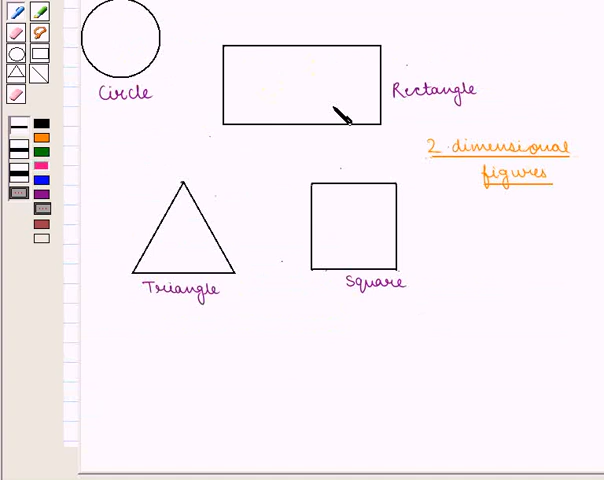 Circle
Rectangle
2 dimensional
figures
Triangle
Square